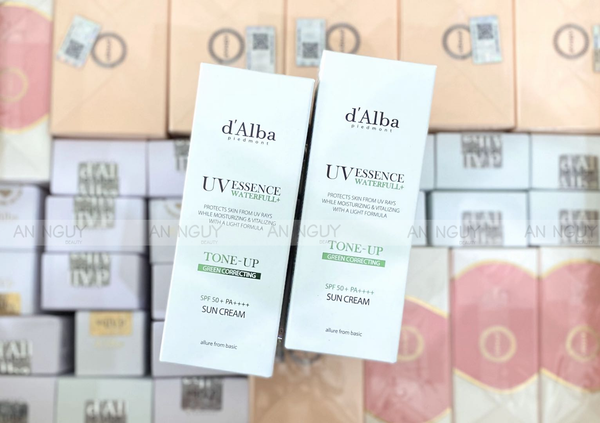 d'Alba
piedmont
UV ESSENCE
WATERFULL+
PROTECTS SKIN FROM UV RAYS
WHILE MOISTURIZING & VITALIZING
WITH A LIGHT FORMULA
TONE-UP
GREEN CORRECTING
SPF 50+ PA++++
SUN CREAM
allure from basic
d'Alba
piedmont
UV ESSENCE
WATERFULL+
PROTECTS SKIN FROM UV RAYS
WHILE MOISTURIZING & VITALIZING
WITH A LIGHT FORMULA
TONE-UP
GREEN CORRECTING
SPF 50+ PA++++
SUN CREAM
allure from basic
AN NGUY AN NGUY AN NGUY AN NGUY